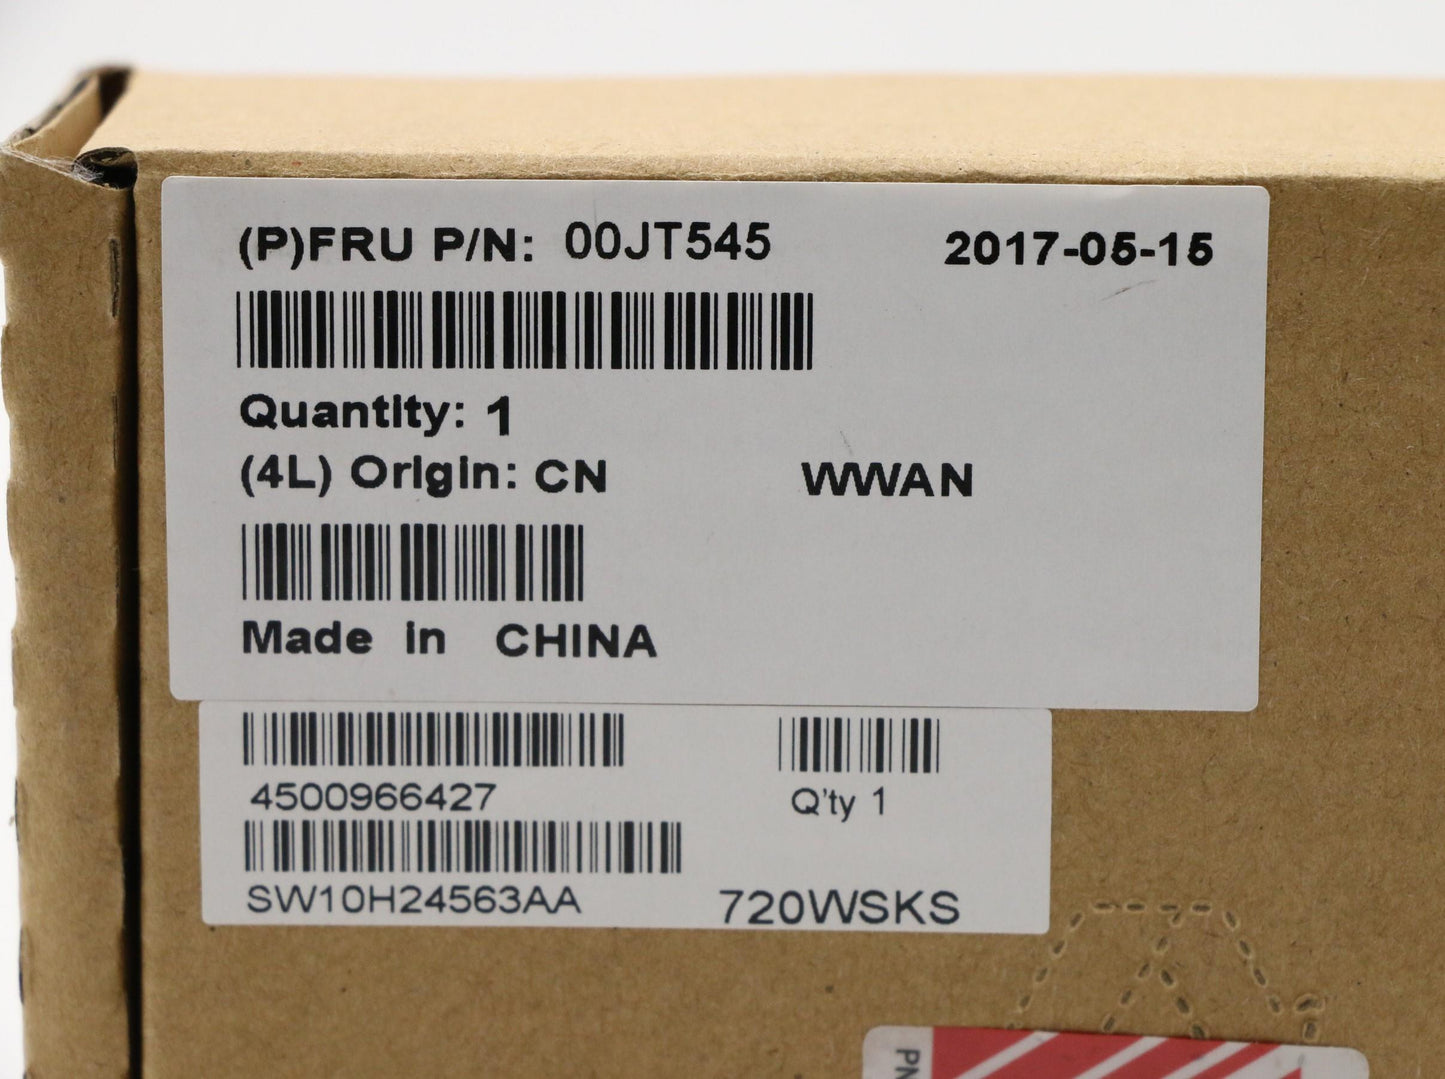 (P)FRU P/N: 00JT545 2017-05-15
Quantity: 1
(4L) Origin: CN WWAN
Made in CHINA
4500966427 Q'ty 1
SW10H24563AA 720WSKS
PN